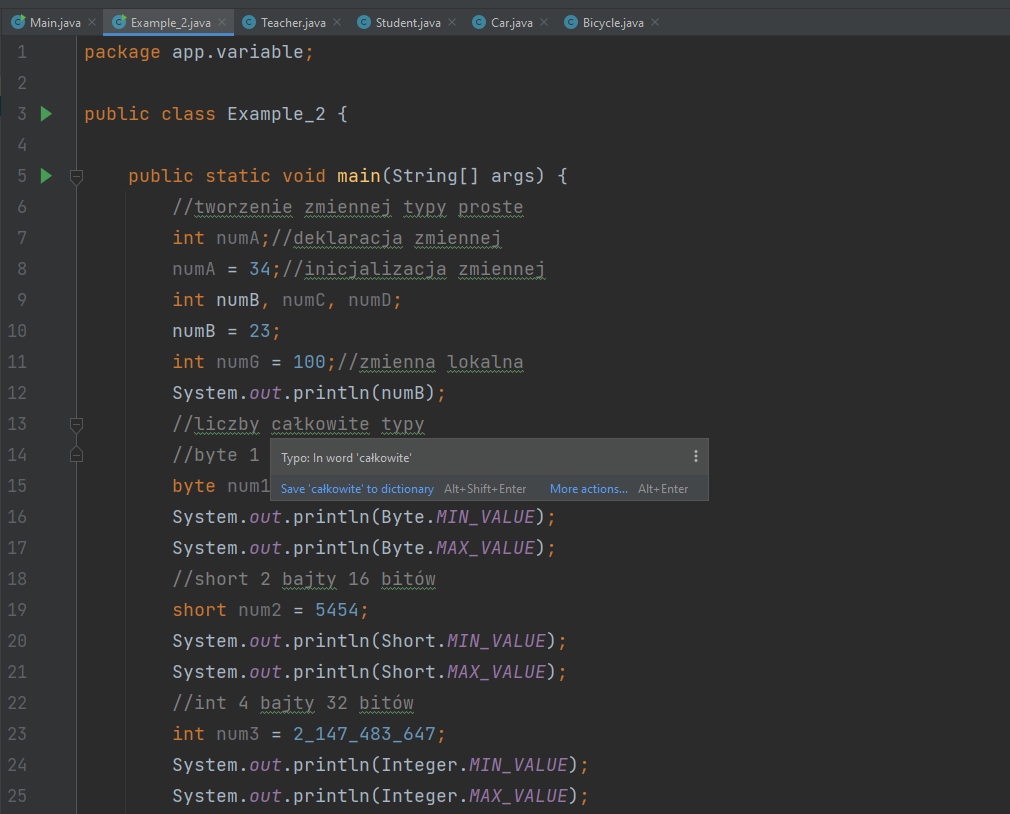 Main.java Example_2.java Teacher.java Student.java Car.java Bicycle.java
1 package app.variable;
2
3 public class Example_2 {
4
5 public static void main(String[] args) {
6 //tworzenie zmiennej typy proste
7 int numA;//deklaracja zmiennej
8 numA = 34;//inicjalizacja zmiennej
9 int numB, numC, numD;
10 numB = 23;
11 int numG = 100;//zmienna lokalna
12 System.out.println(numB);
13 //liczby całkowite typy
14 //byte 1
Typo: In word 'całkowite'
15 byte num1
Save 'całkowite' to dictionary Alt+Shift+Enter More actions... Alt+Enter
16 System.out.println(Byte.MIN_VALUE);
17 System.out.println(Byte.MAX_VALUE);
18 //short 2 bajty 16 bitów
19 short num2 = 5454;
20 System.out.println(Short.MIN_VALUE);
21 System.out.println(Short.MAX_VALUE);
22 //int 4 bajty 32 bitów
23 int num3 = 2_147_483_647;
24 System.out.println(Integer.MIN_VALUE);
25 System.out.println(Integer.MAX_VALUE);